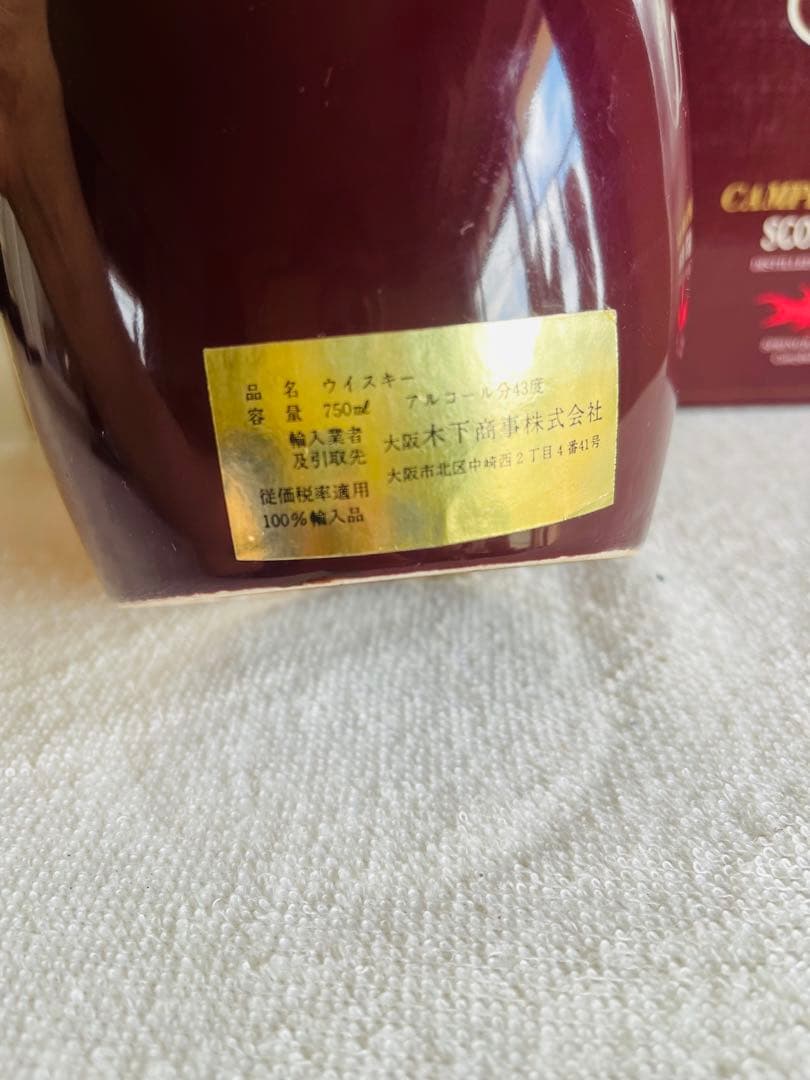 品名 ウイスキー
容量 750ml アルコール分43度
輸入業者
及引取先 大阪 木下商事株式会社
大阪市北区中崎西2丁目4番41号
従価税率適用
100%輸入品